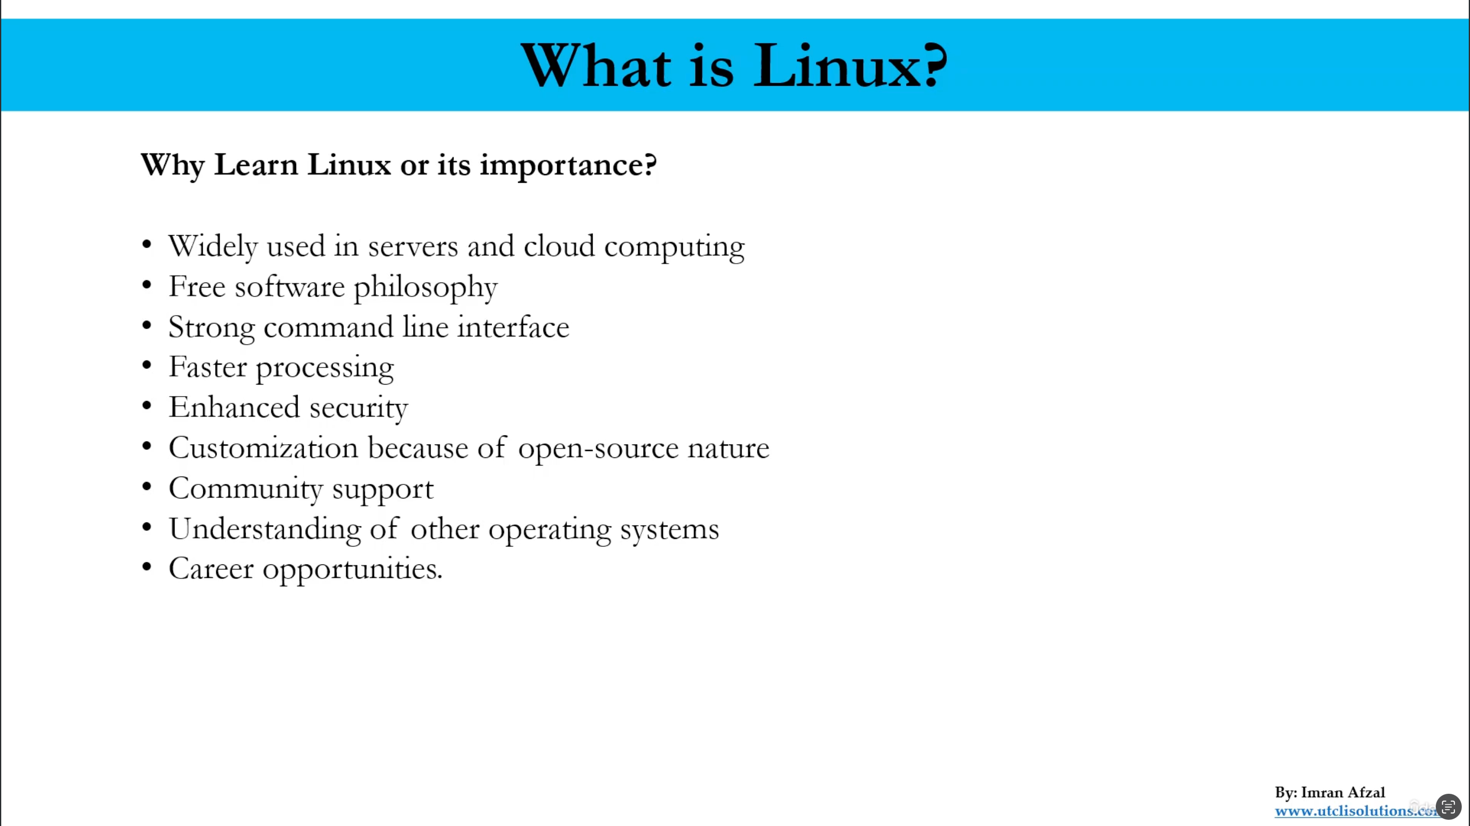 What is Linux?
Why Learn Linux or its importance?
• Widely used in servers and cloud computing
• Free software philosophy
• Strong command line interface
• Faster processing
• Enhanced security
• Customization because of open-source nature
• Community support
• Understanding of other operating systems
• Career opportunities.
By: Imran Afzal
www.utclisolutions.com